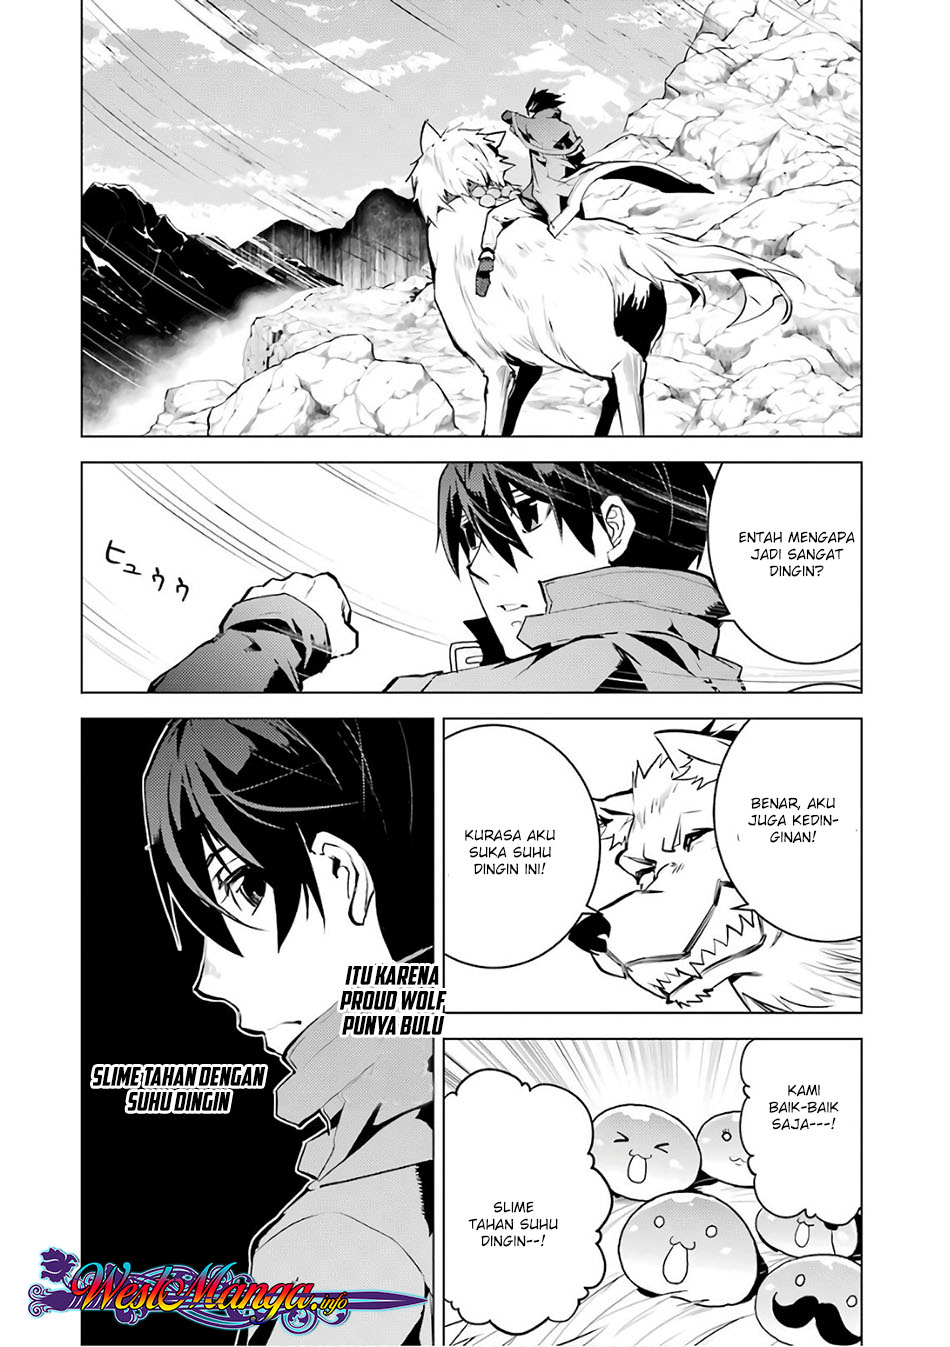 ENTAH MENGAPA
JADI SANGAT
DINGIN?
ヒュゥゥ
BENAR, AKU
JUGA KEDIN-
GINAN!
KURASA AKU
SUKA SUHU
DINGIN INI!
ITU KARENA
PROUD WOLF
PUNYA BULU
SLIME TAHAN DENGAN
SUHU DINGIN
KAMI
BAIK-BAIK
SAJA---!
SLIME
TAHAN SUHU
DINGIN--!
WestManga.info